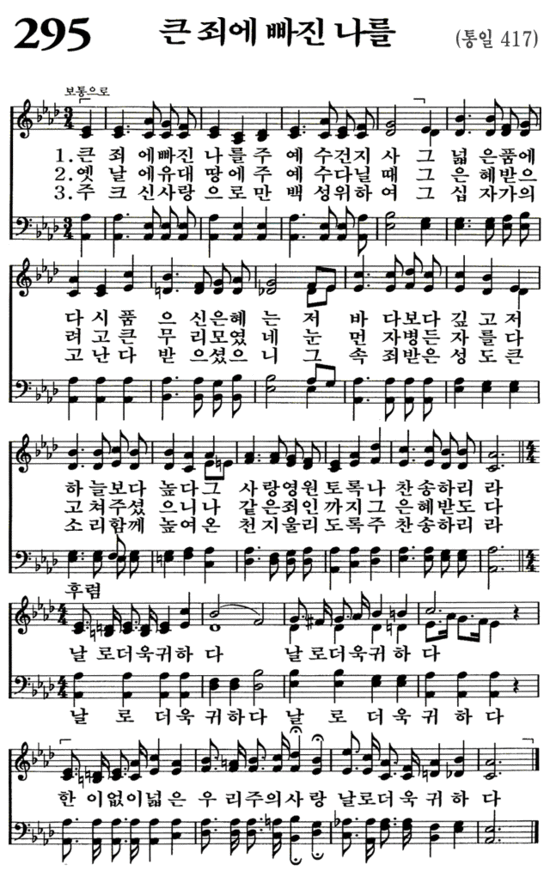 295 큰 죄에 빠진 나를 (통일 417)
보통으로
1.큰 죄 에빠진 나를주 예 수건지 사 그 넓 은품에
2.옛 날 에유대 땅에주 예 수다닐 때 그 은 혜받으
3.주 크 신사랑 으로만 백 성위하 여 그 십 자가의
다 시 품 으 신은혜 는 저 바 다보다 깊 고저
려 고큰 무 리모였 네 눈 먼 자병든 자 를다
고 난다 받 으셨으 니 그 속 죄받은 성 도큰
하 늘보다 높 다그 사 랑영원 토록나 찬송하리 라
고 쳐주셨 으니나 같 은죄인 까지그 은혜받도 다
소 리함께 높여온 천 지울리 도록주 찬송하리 라
후렴
날 로더욱귀하 다 날 로더욱귀 하 다
날 로 더욱 귀하다 날 로 더욱 귀 하 다
한 이없이넓 은 우 리주의사 랑 날로더욱귀 하 다